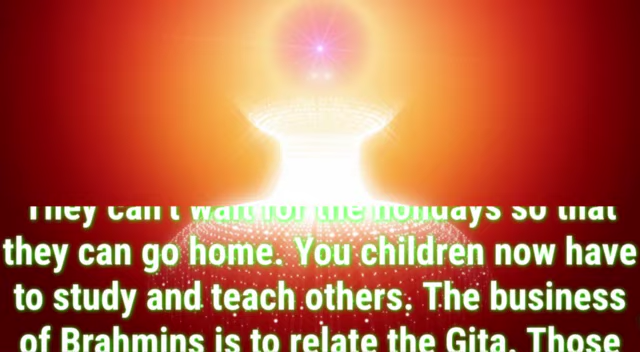 They can't wait for the holidays so that
they can go home. You children now have
to study and teach others. The business
of Brahmins is to relate the Gita. Those